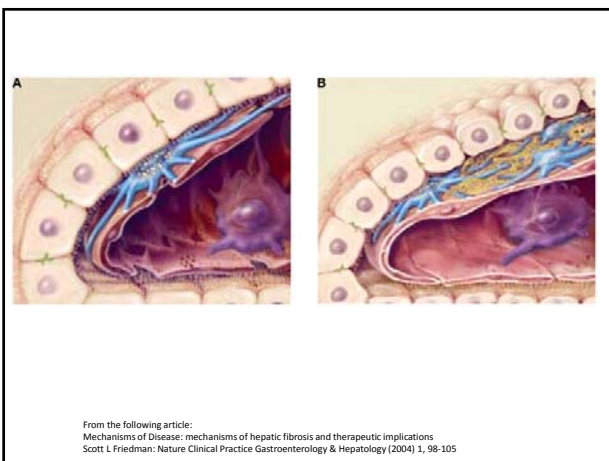 A
B
From the following article:
Mechanisms of Disease: mechanisms of hepatic fibrosis and therapeutic implications
Scott L Friedman: Nature Clinical Practice Gastroenterology & Hepatology (2004) 1, 98-105